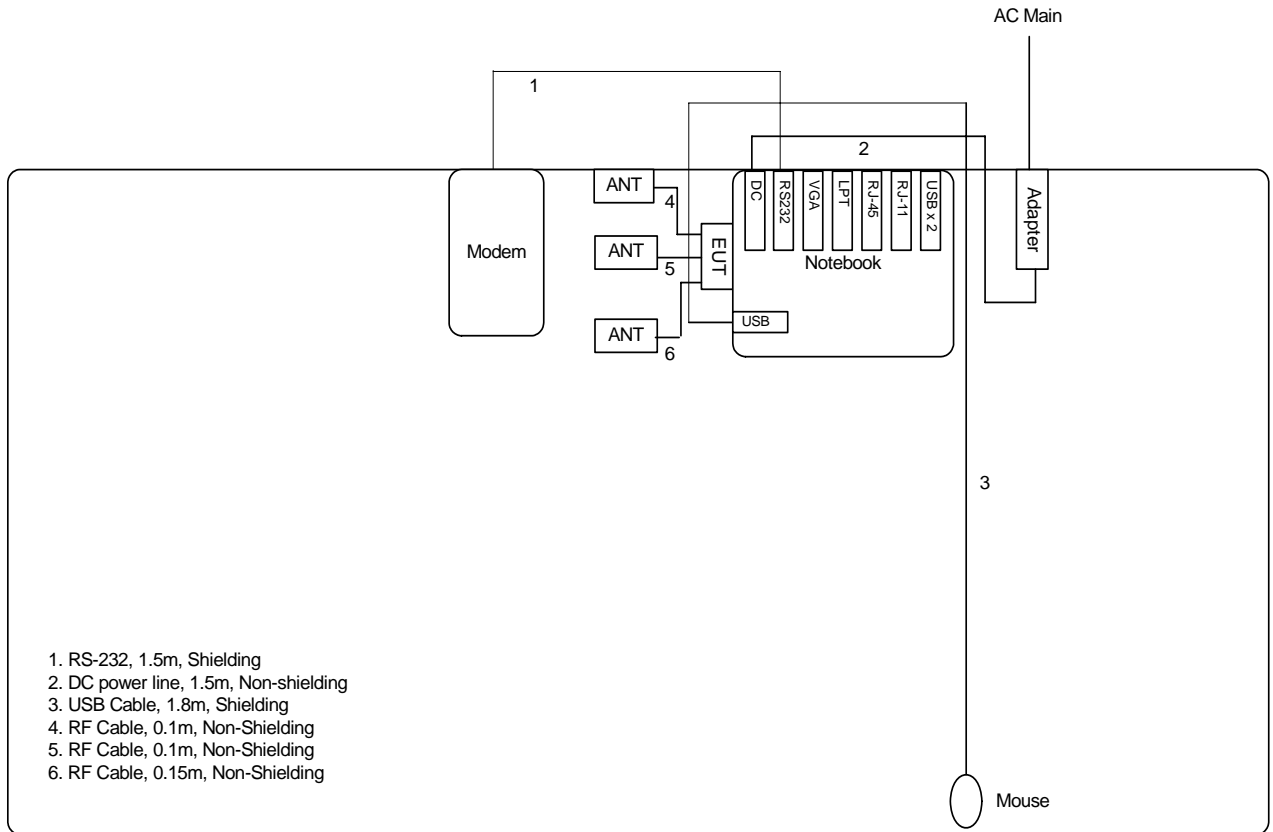 AC Main
1
2
ANT
4
DC
RS232
VGA
LPT
RJ-45
RJ-11
USB x 2
Adapter
Modem
ANT
5
EUT
Notebook
USB
ANT
6
3
1. RS-232, 1.5m, Shielding
2. DC power line, 1.5m, Non-shielding
3. USB Cable, 1.8m, Shielding
4. RF Cable, 0.1m, Non-Shielding
5. RF Cable, 0.1m, Non-Shielding
6. RF Cable, 0.15m, Non-Shielding
Mouse